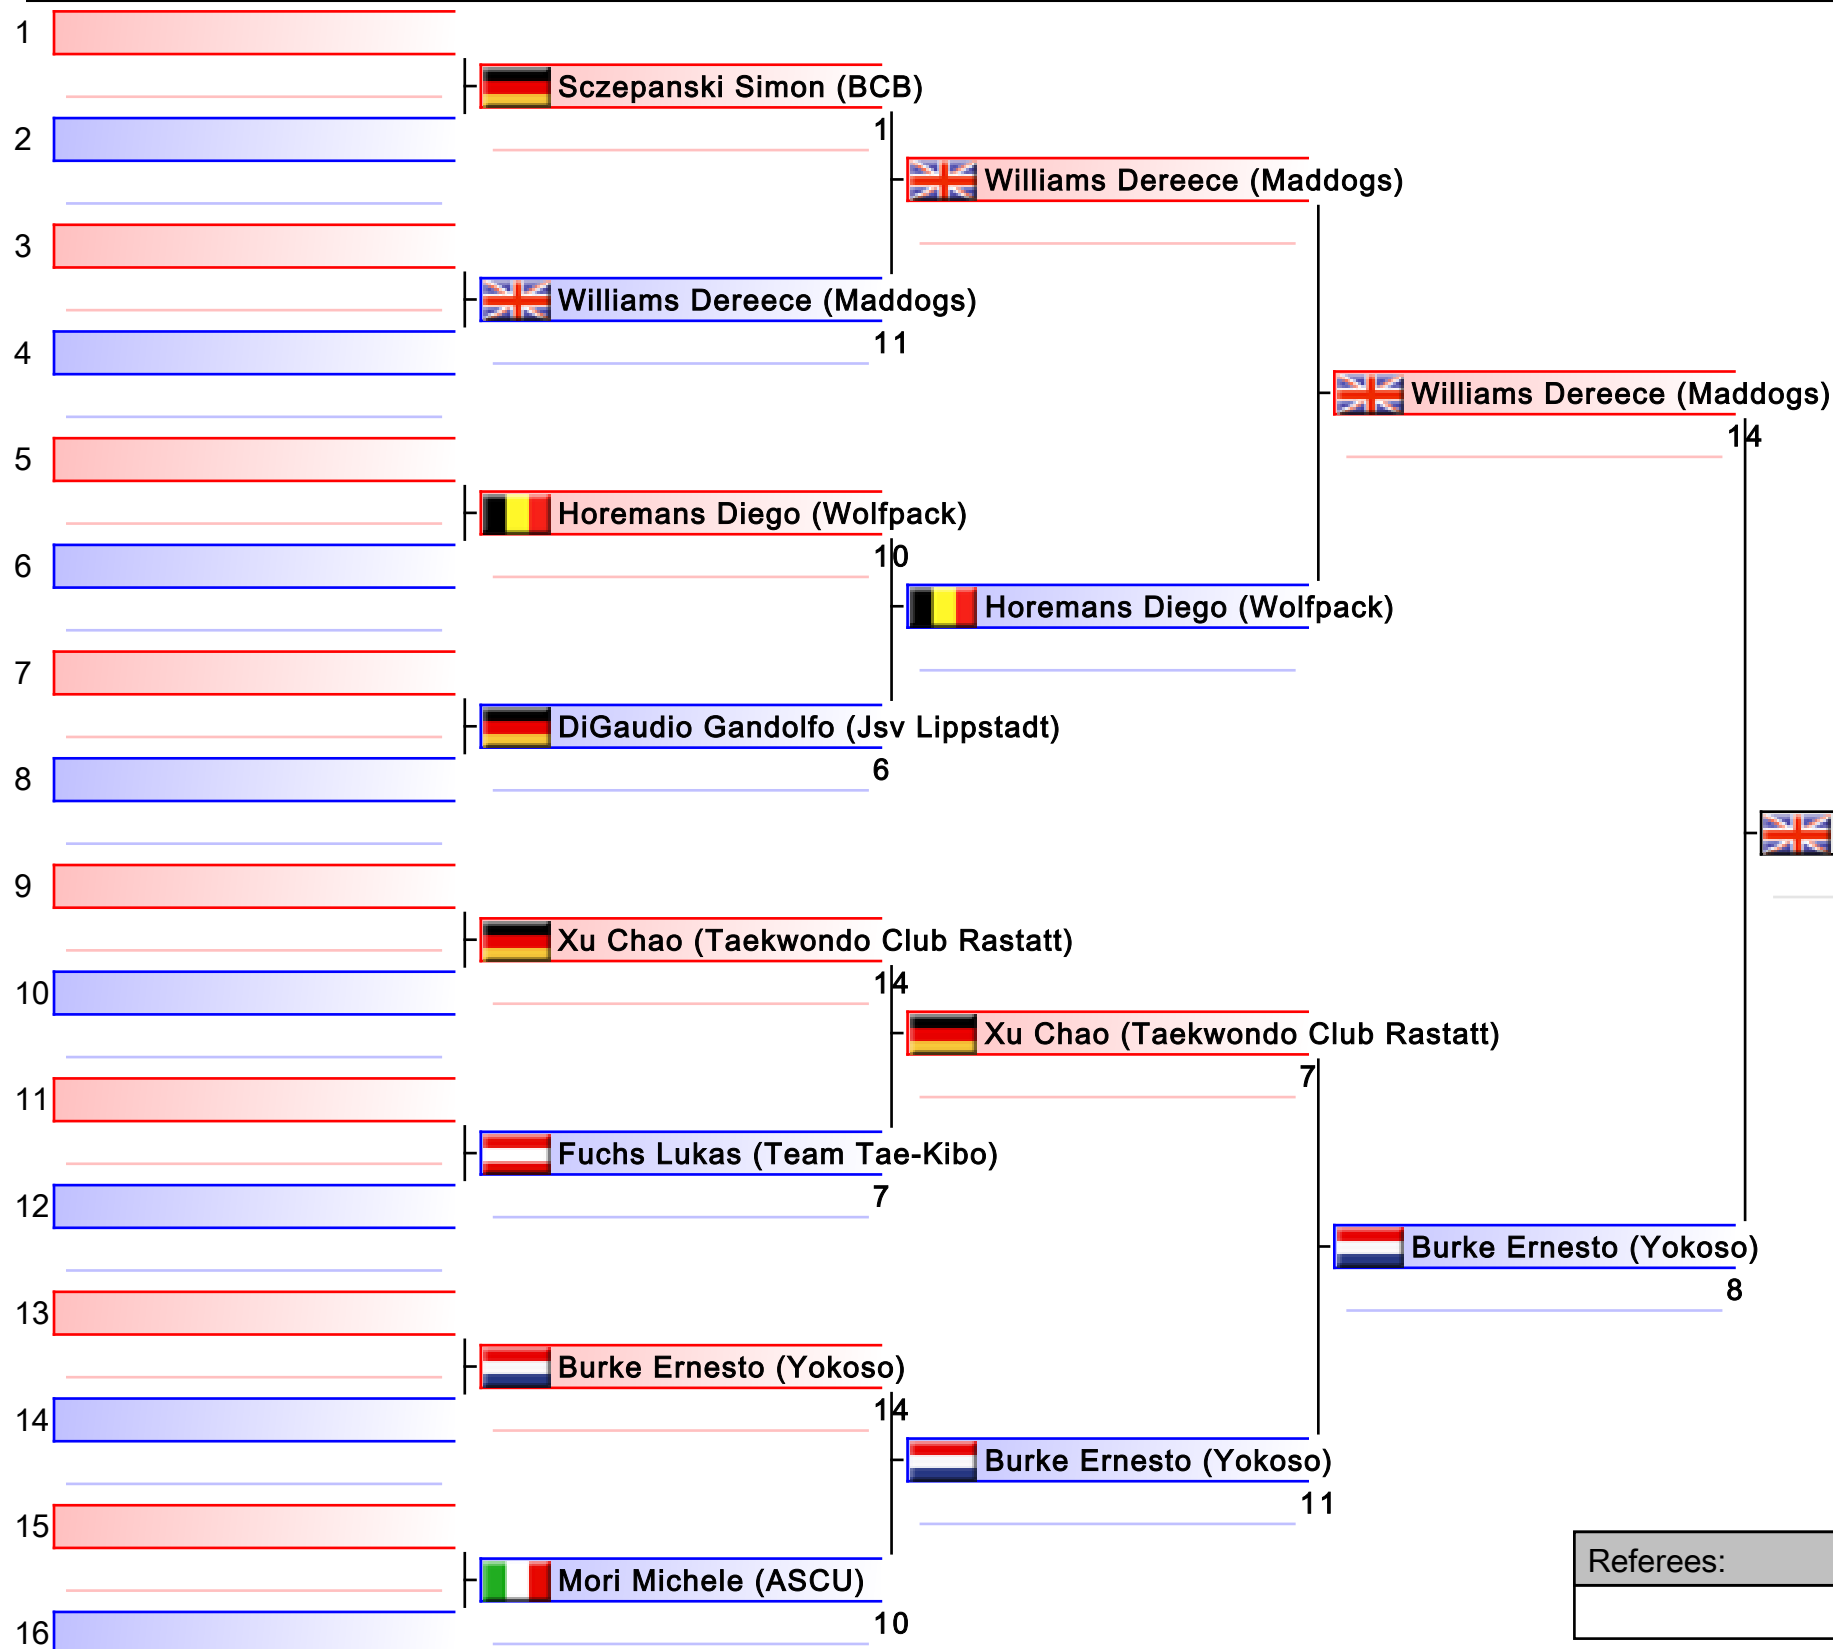 1
Sczepanski Simon (BCB)
1
2
Williams Dereece (Maddogs)
3
Williams Dereece (Maddogs)
11
4
Williams Dereece (Maddogs)
14
5
Horemans Diego (Wolfpack)
10
6
Horemans Diego (Wolfpack)
7
DiGaudio Gandolfo (Jsv Lippstadt)
6
8
9
Xu Chao (Taekwondo Club Rastatt)
14
10
Xu Chao (Taekwondo Club Rastatt)
7
11
Fuchs Lukas (Team Tae-Kibo)
7
12
Burke Ernesto (Yokoso)
8
13
Burke Ernesto (Yokoso)
14
14
Burke Ernesto (Yokoso)
11
15
Mori Michele (ASCU)
10
16
Referees: